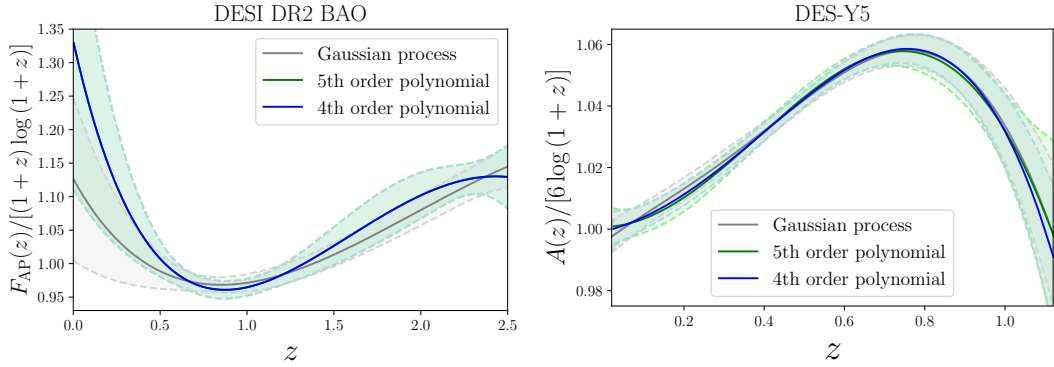 DESI DR2 BAO
F_AP(z)/[(1 + z) log (1 + z)]
1.35
1.30
1.25
1.20
1.15
1.10
1.05
1.00
0.95
Gaussian process
5th order polynomial
4th order polynomial
0.0 0.5 1.0 1.5 2.0 2.5
z
DES-Y5
A(z)/[6 log (1 + z)]
1.06
1.04
1.02
1.00
0.98
Gaussian process
5th order polynomial
4th order polynomial
0.2 0.4 0.6 0.8 1.0
z